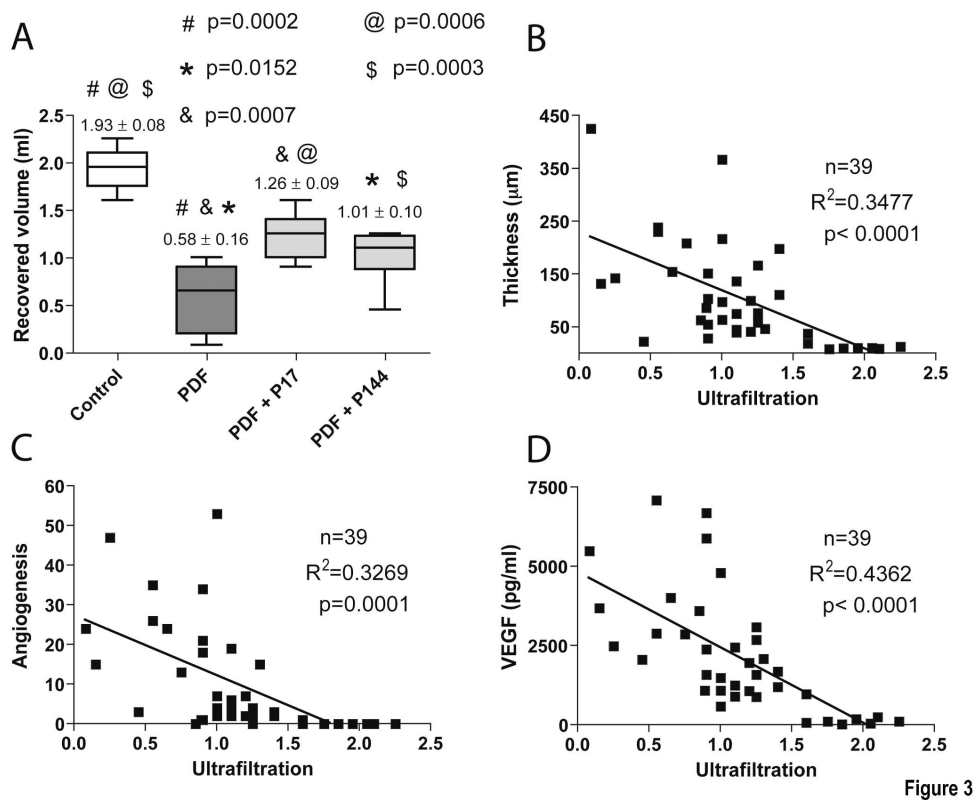 A
# p=0.0002
@ p=0.0006
* p=0.0152
$ p=0.0003
& p=0.0007
# @ $
1.93 ± 0.08
& @
1.26 ± 0.09
* $
1.01 ± 0.10
# & *
0.58 ± 0.16
Recovered volume (ml)
2.5
2.0
1.5
1.0
0.5
0.0
Control
PDF
PDF + P17
PDF + P144
B
Thickness (μm)
450
350
250
150
50
n=39
R²=0.3477
p< 0.0001
0.0 0.5 1.0 1.5 2.0 2.5
Ultrafiltration
C
Angiogenesis
60
50
40
30
20
10
0
n=39
R²=0.3269
p=0.0001
0.0 0.5 1.0 1.5 2.0 2.5
Ultrafiltration
D
VEGF (pg/ml)
7500
5000
2500
0
n=39
R²=0.4362
p< 0.0001
0.0 0.5 1.0 1.5 2.0 2.5
Ultrafiltration
Figure 3